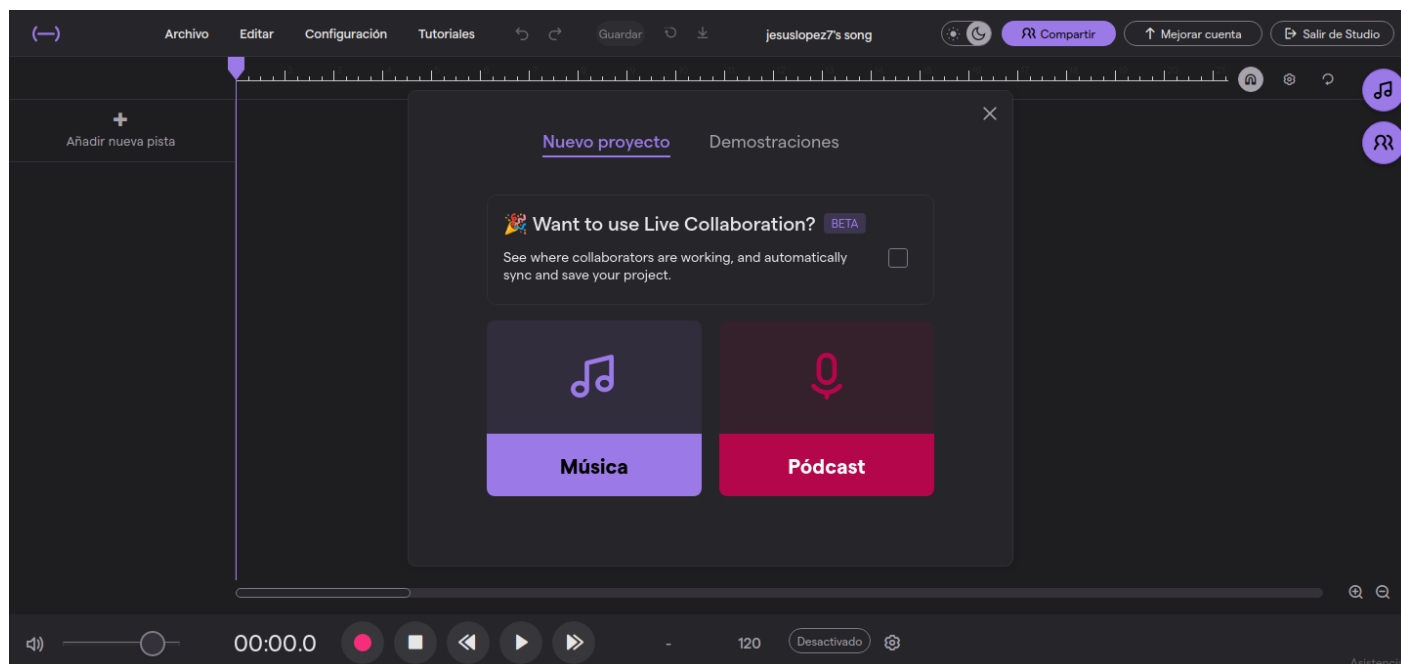 (—)
Archivo Editar Configuración Tutoriales Guardar jesuslopez7's song Compartir Mejorar cuenta Salir de Studio
Añadir nueva pista
Nuevo proyecto Demostraciones
Want to use Live Collaboration? BETA
See where collaborators are working, and automatically
sync and save your project.
Música Pódcast
00:00.0 - 120 Desactivado